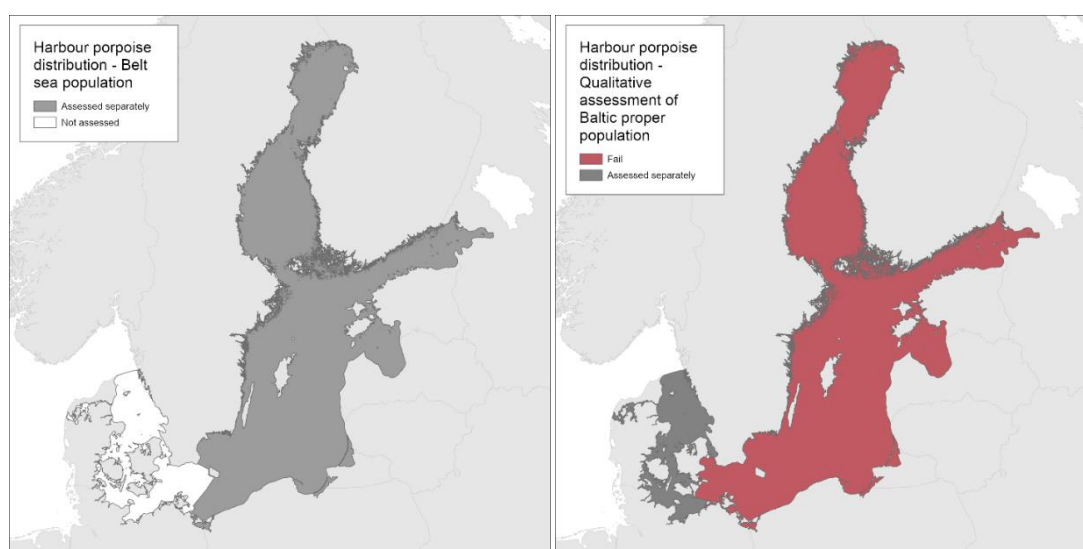 Harbour porpoise
distribution - Belt
sea population
Assessed separately
Not assessed
Harbour porpoise
distribution -
Qualitative
assessment of
Baltic proper
population
Fail
Assessed separately